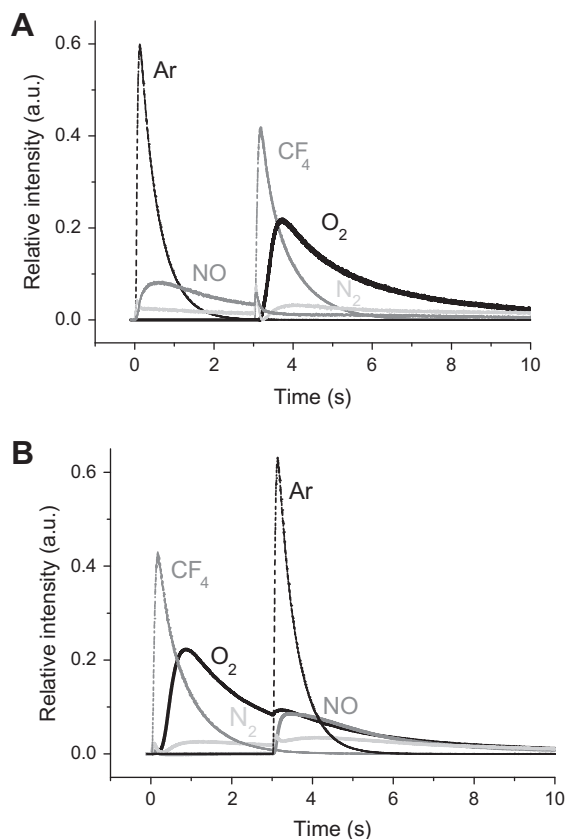 A
Relative intensity (a.u.)
0.6
0.4
0.2
0.0
Ar
CF4
O2
NO
N2
0 2 4 6 8 10
Time (s)
B
Relative intensity (a.u.)
0.6
0.4
0.2
0.0
Ar
CF4
O2
NO
N2
0 2 4 6 8 10
Time (s)